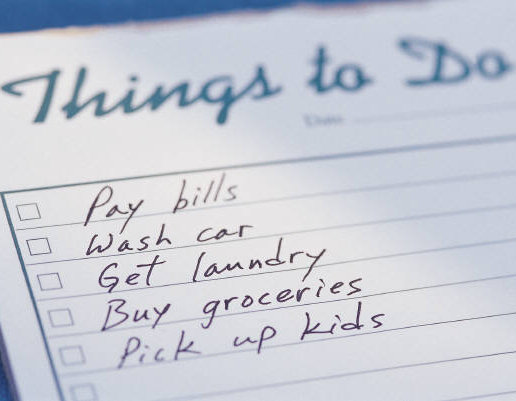 Things to Do
Date
Pay bills
Wash car
Get laundry
Buy groceries
Pick up kids